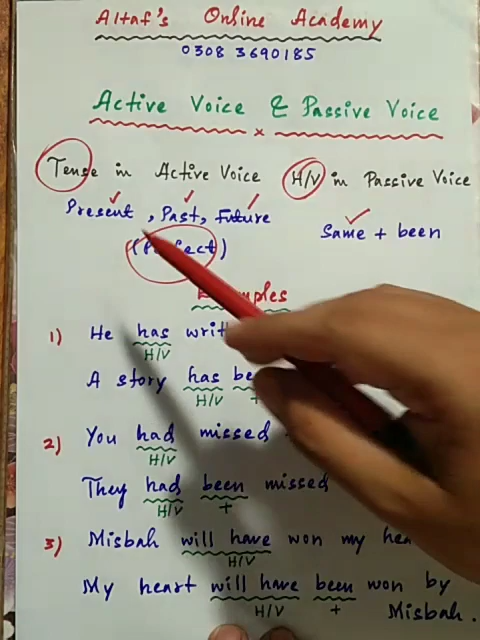 Altaf's Online Academy
0308 3690185
Active Voice & Passive Voice
Tense in Active Voice H/V in Passive Voice
Present, Past, Future Same + been
(Perfect)
Examples
1) He has
H/V
A story has
H/V +
2) You had missed
H/V
They had been missed
H/V +
3) Misbah will have won my
H/V
My heart will have been won by
H/V + Misbah.